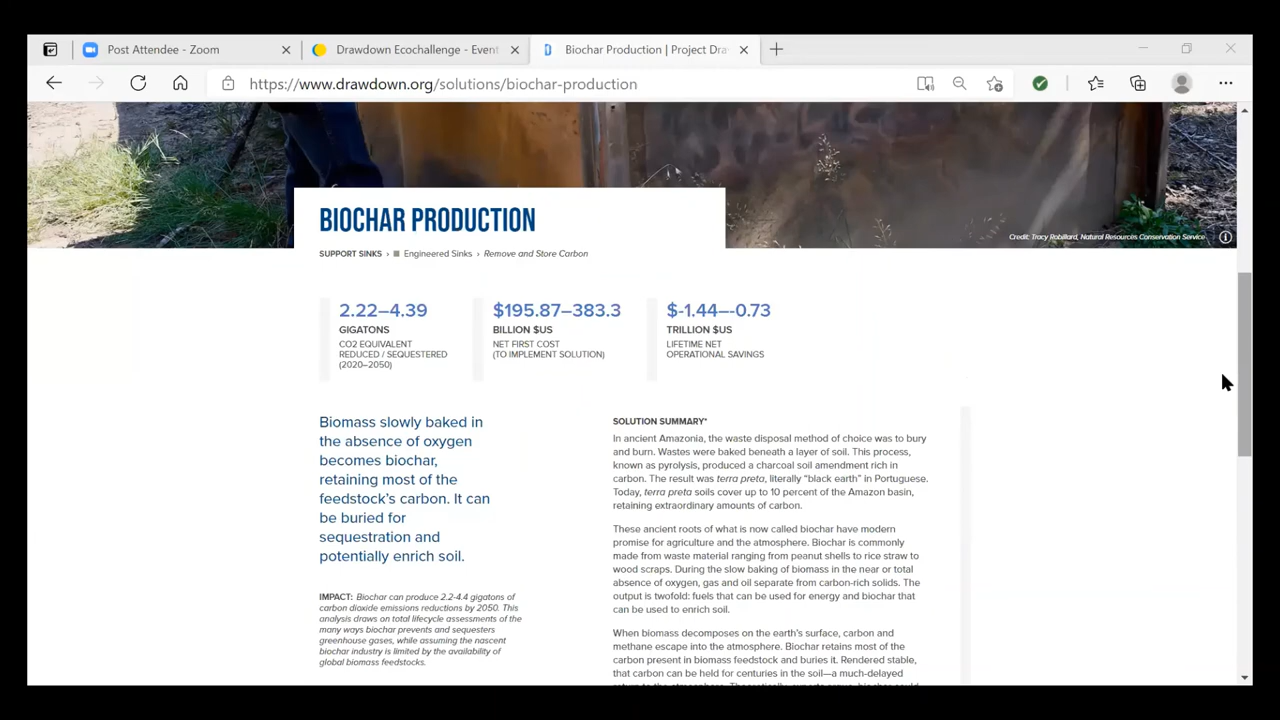 Post Attendee - Zoom
Drawdown Ecochallenge - Event
Biochar Production | Project Dra
https://www.drawdown.org/solutions/biochar-production
Credit: Tracy Robillard, Natural Resources Conservation Service
BIOCHAR PRODUCTION
SUPPORT SINKS › Engineered Sinks › Remove and Store Carbon
2.22–4.39
GIGATONS
CO2 EQUIVALENT
REDUCED / SEQUESTERED
(2020–2050)
$195.87–383.3
BILLION $US
NET FIRST COST
(TO IMPLEMENT SOLUTION)
$-1.44–-0.73
TRILLION $US
LIFETIME NET
OPERATIONAL SAVINGS
Biomass slowly baked in
the absence of oxygen
becomes biochar,
retaining most of the
feedstock's carbon. It can
be buried for
sequestration and
potentially enrich soil.
IMPACT: Biochar can produce 2.2-4.4 gigatons of
carbon dioxide emissions reductions by 2050. This
analysis draws on total lifecycle assessments of the
many ways biochar prevents and sequesters
greenhouse gases, while assuming the nascent
biochar industry is limited by the availability of
global biomass feedstocks.
SOLUTION SUMMARY*
In ancient Amazonia, the waste disposal method of choice was to bury
and burn. Wastes were baked beneath a layer of soil. This process,
known as pyrolysis, produced a charcoal soil amendment rich in
carbon. The result was terra preta, literally “black earth” in Portuguese.
Today, terra preta soils cover up to 10 percent of the Amazon basin,
retaining extraordinary amounts of carbon.
These ancient roots of what is now called biochar have modern
promise for agriculture and the atmosphere. Biochar is commonly
made from waste material ranging from peanut shells to rice straw to
wood scraps. During the slow baking of biomass in the near or total
absence of oxygen, gas and oil separate from carbon-rich solids. The
output is twofold: fuels that can be used for energy and biochar that
can be used to enrich soil.
When biomass decomposes on the earth's surface, carbon and
methane escape into the atmosphere. Biochar retains most of the
carbon present in biomass feedstock and buries it. Rendered stable,
that carbon can be held for centuries in the soil—a much-delayed